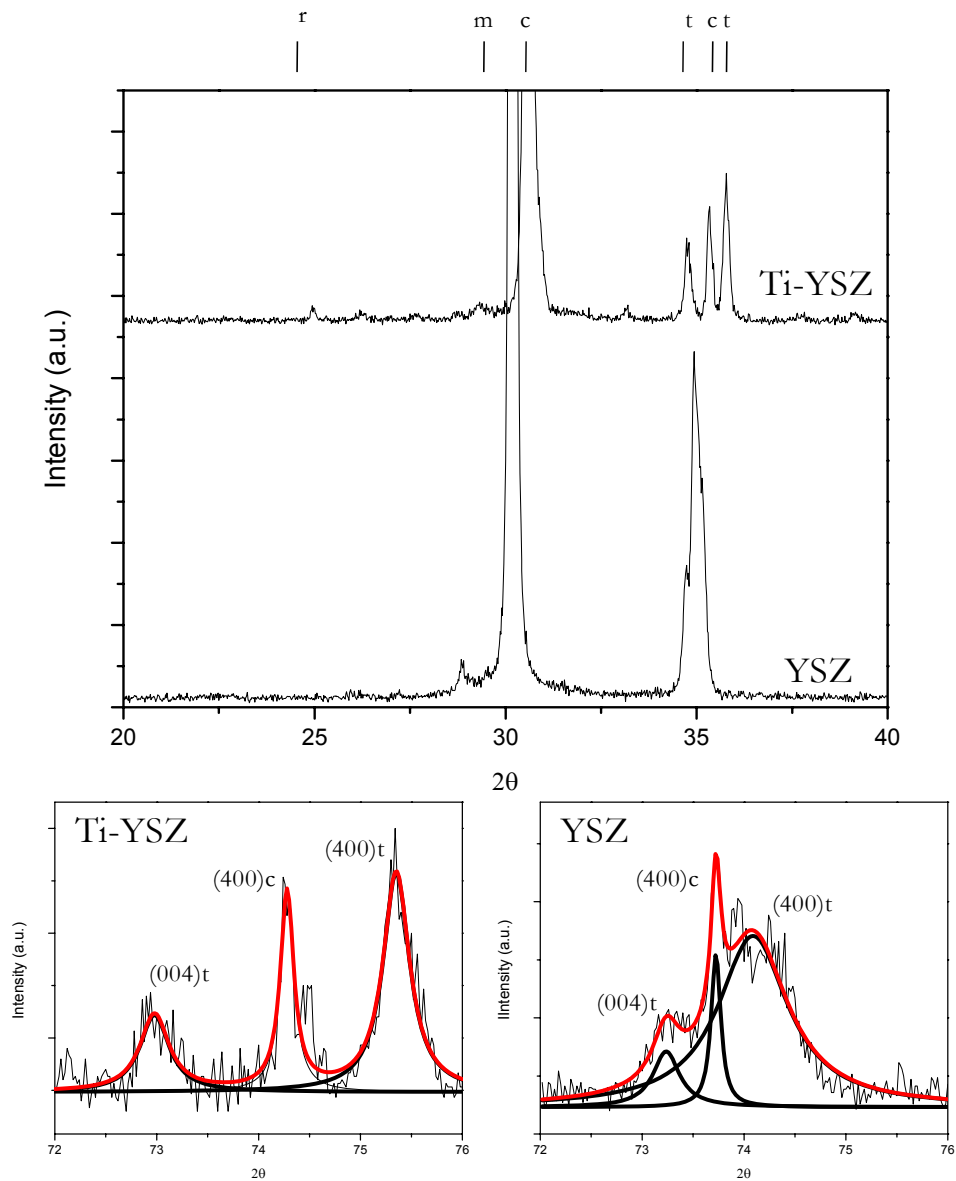 r m c t c t
Ti-YSZ
YSZ
Intensity (a.u.)
20 25 30 35 40
2θ
Ti-YSZ
(004)t
(400)c
(400)t
Intensity (a.u.)
72 73 74 75 76
2θ
YSZ
(004)t
(400)c
(400)t
IIntensity (a.u.)
72 73 74 75 76
2θ